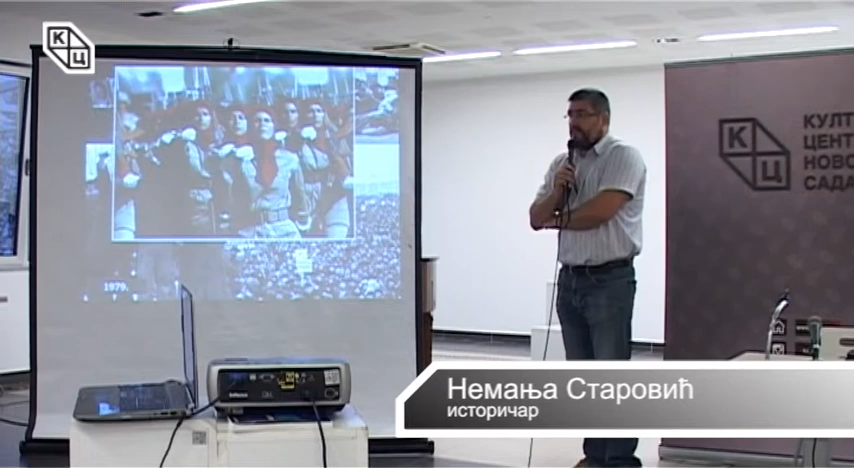 К
Ц
К
Ц
КУЛТ
ЦЕНТ
НОВО
САДА
1979.
Немања Старовић
историчар